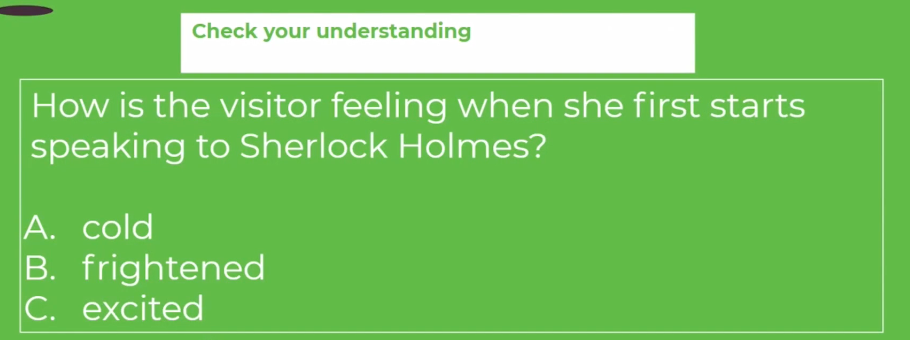 Check your understanding
How is the visitor feeling when she first starts
speaking to Sherlock Holmes?
A. cold
B. frightened
C. excited